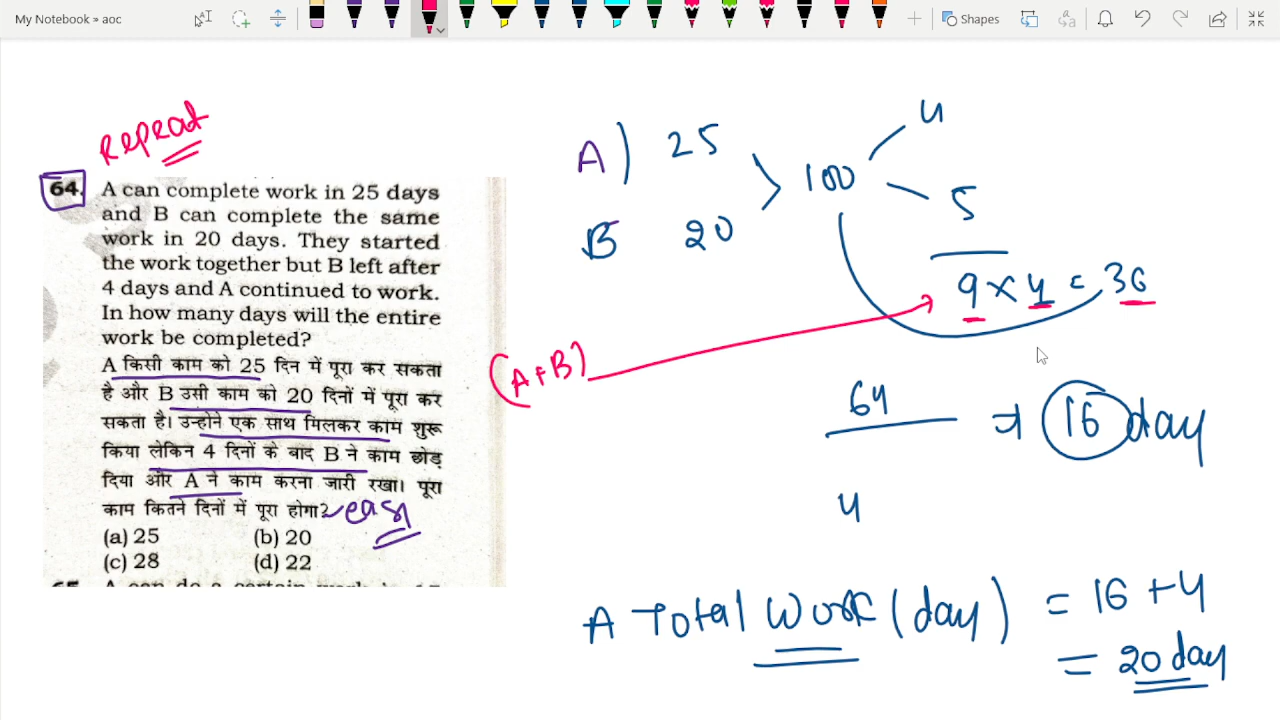 My Notebook » aoc
Shapes
Repeat
64. A can complete work in 25 days
and B can complete the same
work in 20 days. They started
the work together but B left after
4 days and A continued to work.
In how many days will the entire
work be completed?
A किसी काम को 25 दिन में पूरा कर सकता
है और B उसी काम को 20 दिनों में पूरा कर
सकता है। उन्होंने एक साथ मिलकर काम शुरू
किया लेकिन 4 दिनों के बाद B ने काम छोड़
दिया और A ने काम करना जारी रखा। पूरा
काम कितने दिनों में पूरा होगा?
easy
(a) 25 (b) 20
(c) 28 (d) 22
A) 25
B 20
100
4
5
9 × 4 = 36
(A+B)
64
4
16 day
A Total Work (day) = 16 + 4
= 20 day